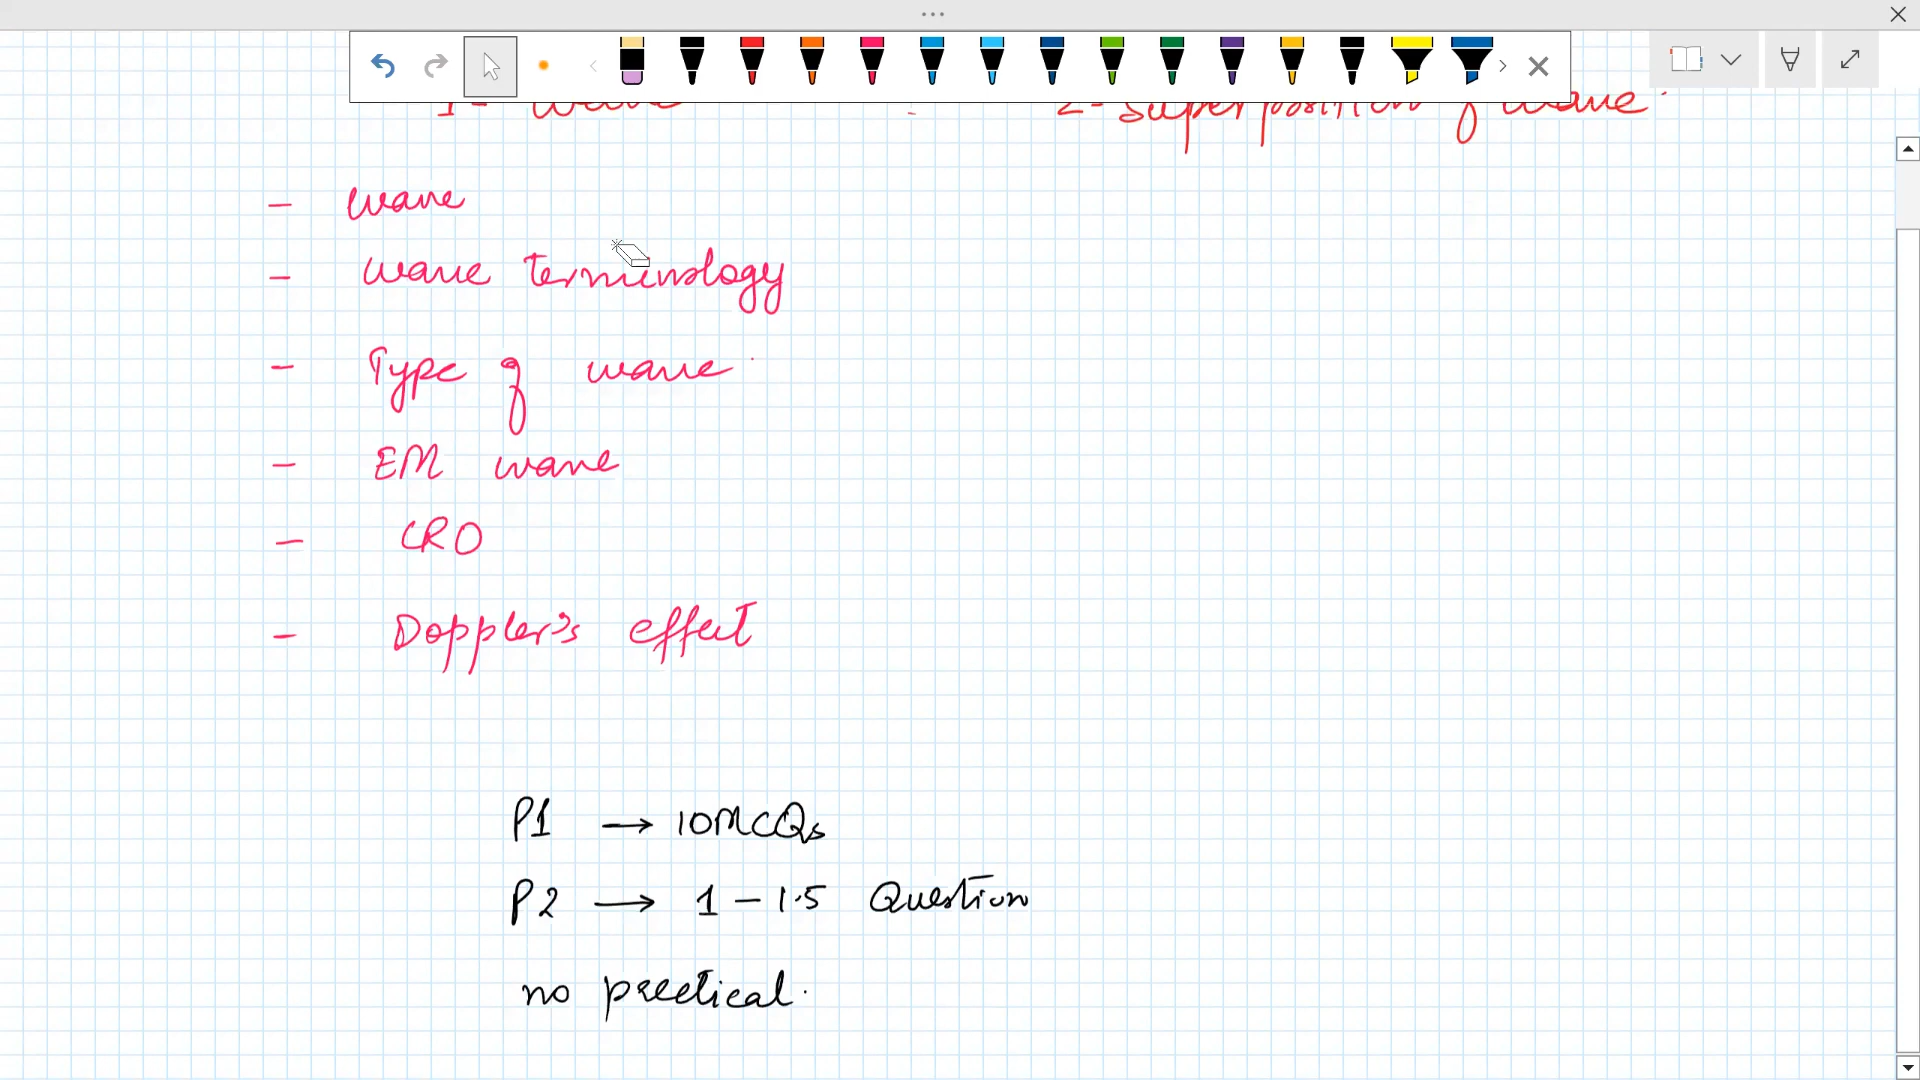 1- Wave 2- Superposition of wave
- wave
- wave terminology
- Type of wave
- EM wave
- CRO
- Doppler's effect
P1 → 10MCQs
P2 → 1 - 1.5 Question
no practical.